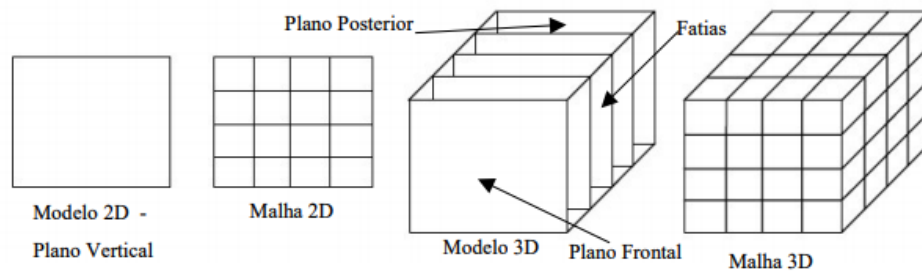 Plano Posterior
Fatias
Modelo 2D -
Plano Vertical
Malha 2D
Modelo 3D
Plano Frontal
Malha 3D